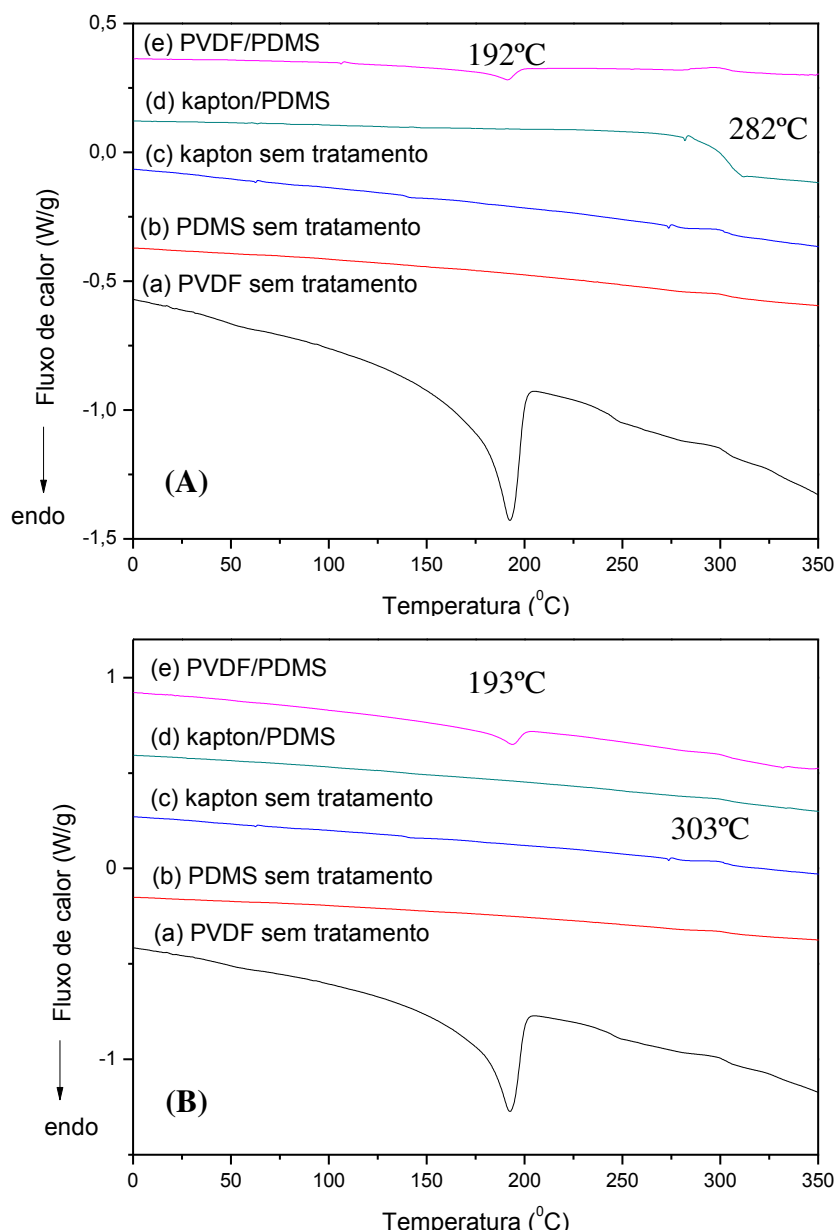 0,5
(e) PVDF/PDMS
192ºC
(d) kapton/PDMS
282ºC
0,0
(c) kapton sem tratamento
(b) PDMS sem tratamento
-0,5
(a) PVDF sem tratamento
-1,0
(A)
-1,5
Fluxo de calor (W/g)
endo
0 50 100 150 200 250 300 350
Temperatura (⁰C)
(e) PVDF/PDMS
1
193ºC
(d) kapton/PDMS
(c) kapton sem tratamento
303ºC
0
(b) PDMS sem tratamento
(a) PVDF sem tratamento
-1
(B)
Fluxo de calor (W/g)
endo
0 50 100 150 200 250 300 350
Temperatura (⁰C)